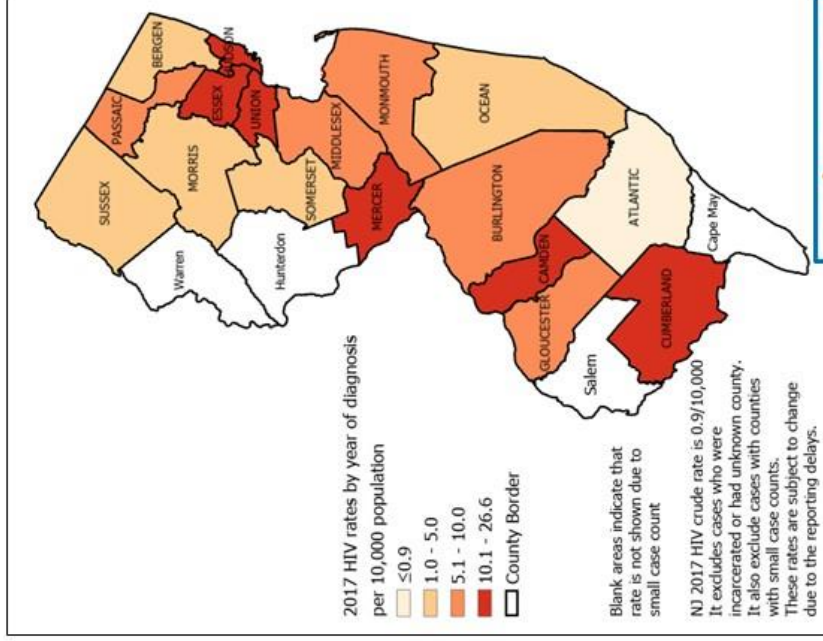 SUSSEX
PASSAIC
BERGEN
Warren
MORRIS
ESSEX
HUDSON
UNION
Hunterdon
SOMERSET
MIDDLESEX
MERCER
MONMOUTH
OCEAN
BURLINGTON
CAMDEN
GLOUCESTER
Salem
ATLANTIC
CUMBERLAND
Cape May
2017 HIV rates by year of diagnosis
per 10,000 population
≤0.9
1.0 - 5.0
5.1 - 10.0
10.1 - 26.6
County Border
Blank areas indicate that
rate is not shown due to
small case count
NJ 2017 HIV crude rate is 0.9/10,000
It excludes cases who were
incarcerated or had unknown county.
It also exclude cases with counties
with small case counts.
These rates are subject to change
due to the reporting delays.